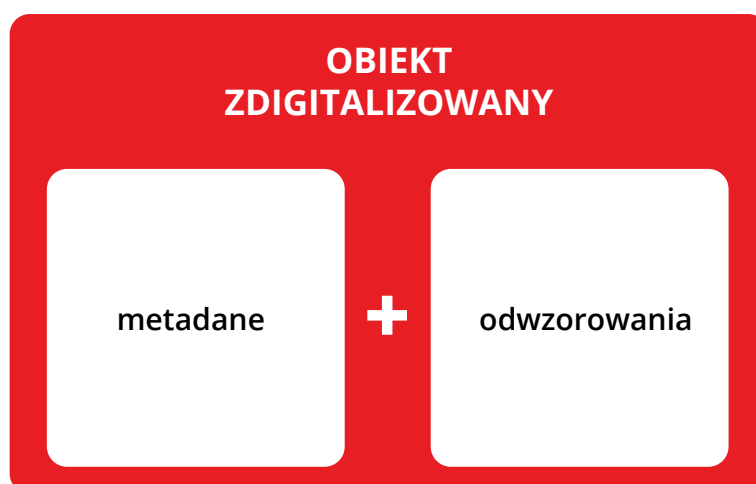 OBIEKT
ZDIGITALIZOWANY
metadane
+
odwzorowania